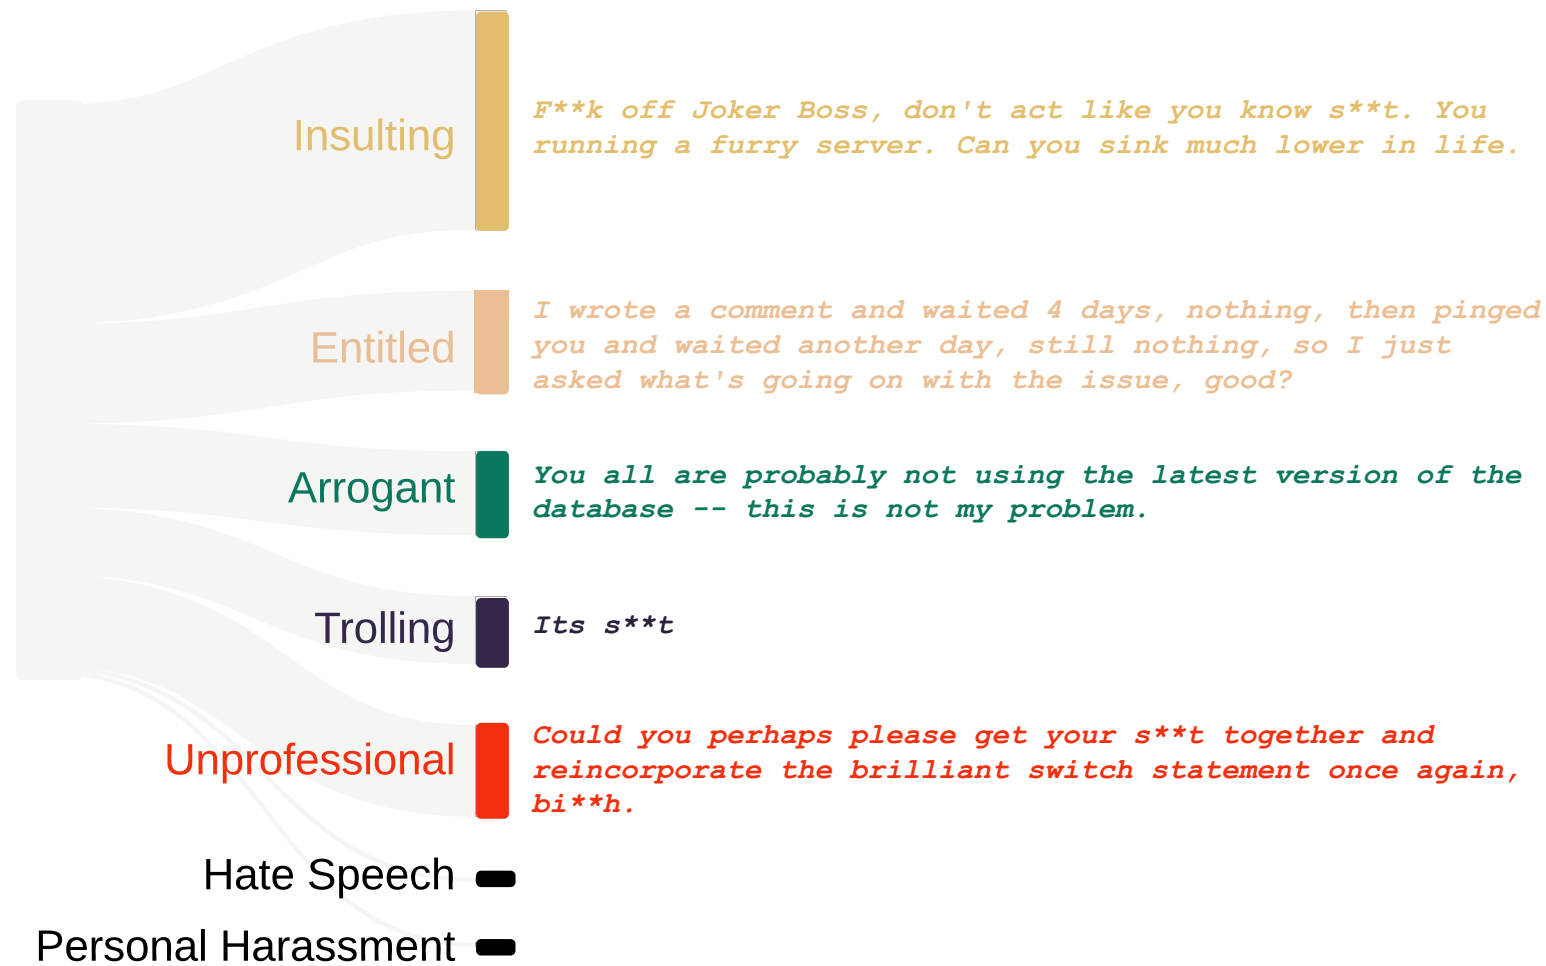 Insulting
F**k off Joker Boss, don't act like you know s**t. You
running a furry server. Can you sink much lower in life.
Entitled
I wrote a comment and waited 4 days, nothing, then pinged
you and waited another day, still nothing, so I just
asked what's going on with the issue, good?
Arrogant
You all are probably not using the latest version of the
database -- this is not my problem.
Trolling
Its s**t
Unprofessional
Could you perhaps please get your s**t together and
reincorporate the brilliant switch statement once again,
bi**h.
Hate Speech
Personal Harassment